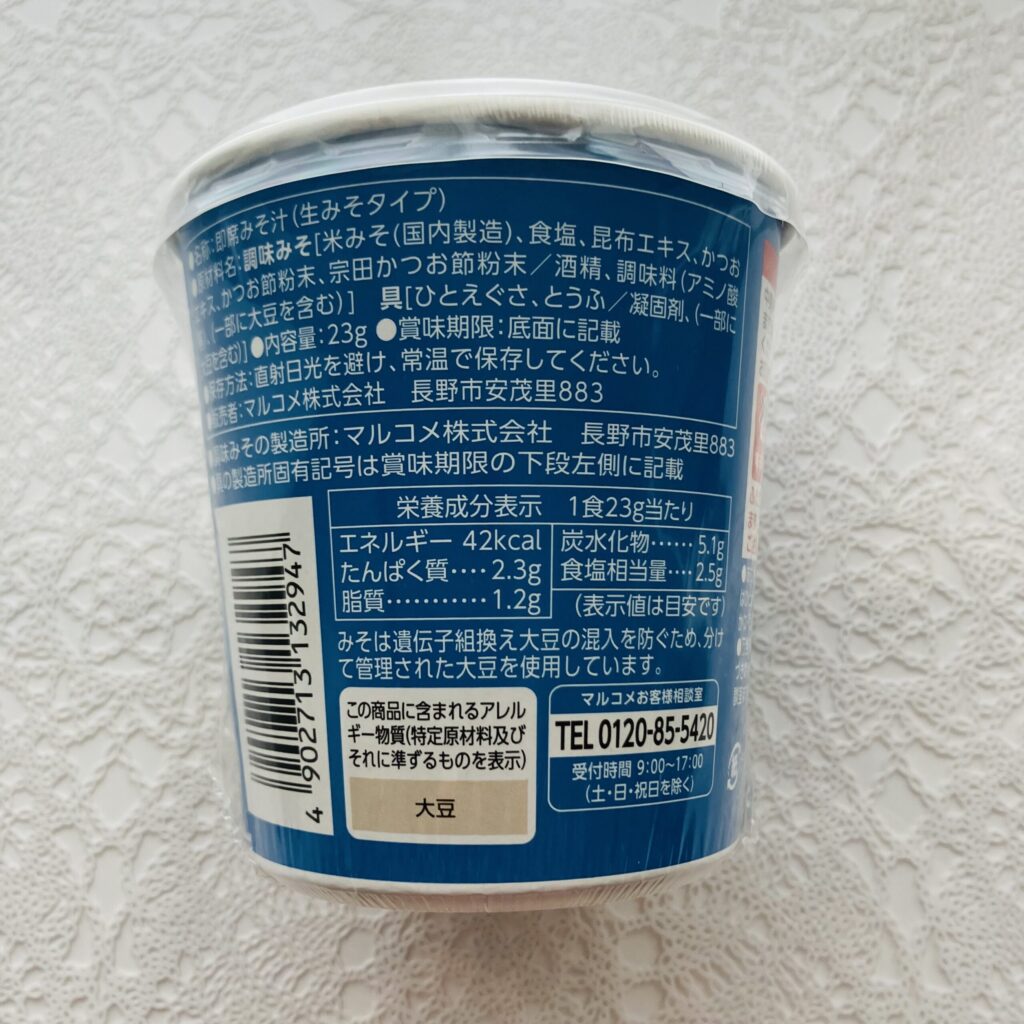 ●名称:即席みそ汁(生みそタイプ)
●原材料名:調味みそ[米みそ(国内製造)、食塩、昆布エキス、かつお
エキス、かつお節粉末、宗田かつお節粉末/酒精、調味料(アミノ酸
、(一部に大豆を含む)] 具[ひとえぐさ、とうふ/凝固剤、(一部に
を含む)] ●内容量:23g ●賞味期限:底面に記載
●保存方法:直射日光を避け、常温で保存してください。
●販売者:マルコメ株式会社 長野市安茂里883
味みその製造所:マルコメ株式会社 長野市安茂里883
●具の製造所固有記号は賞味期限の下段左側に記載
栄養成分表示 1食23g当たり
エネルギー 42kcal
たんぱく質‥‥2.3g
脂質…………1.2g
炭水化物……5.1g
食塩相当量‥‥2.5g
(表示値は目安です)
みそは遺伝子組換え大豆の混入を防ぐため、分け
て管理された大豆を使用しています。
4 902713 132947
この商品に含まれるアレル
ギー物質(特定原材料及び
それに準ずるものを表示)
大豆
マルコメお客様相談室
TEL 0120-85-5420
受付時間 9:00~17:00
(土・日・祝日を除く)